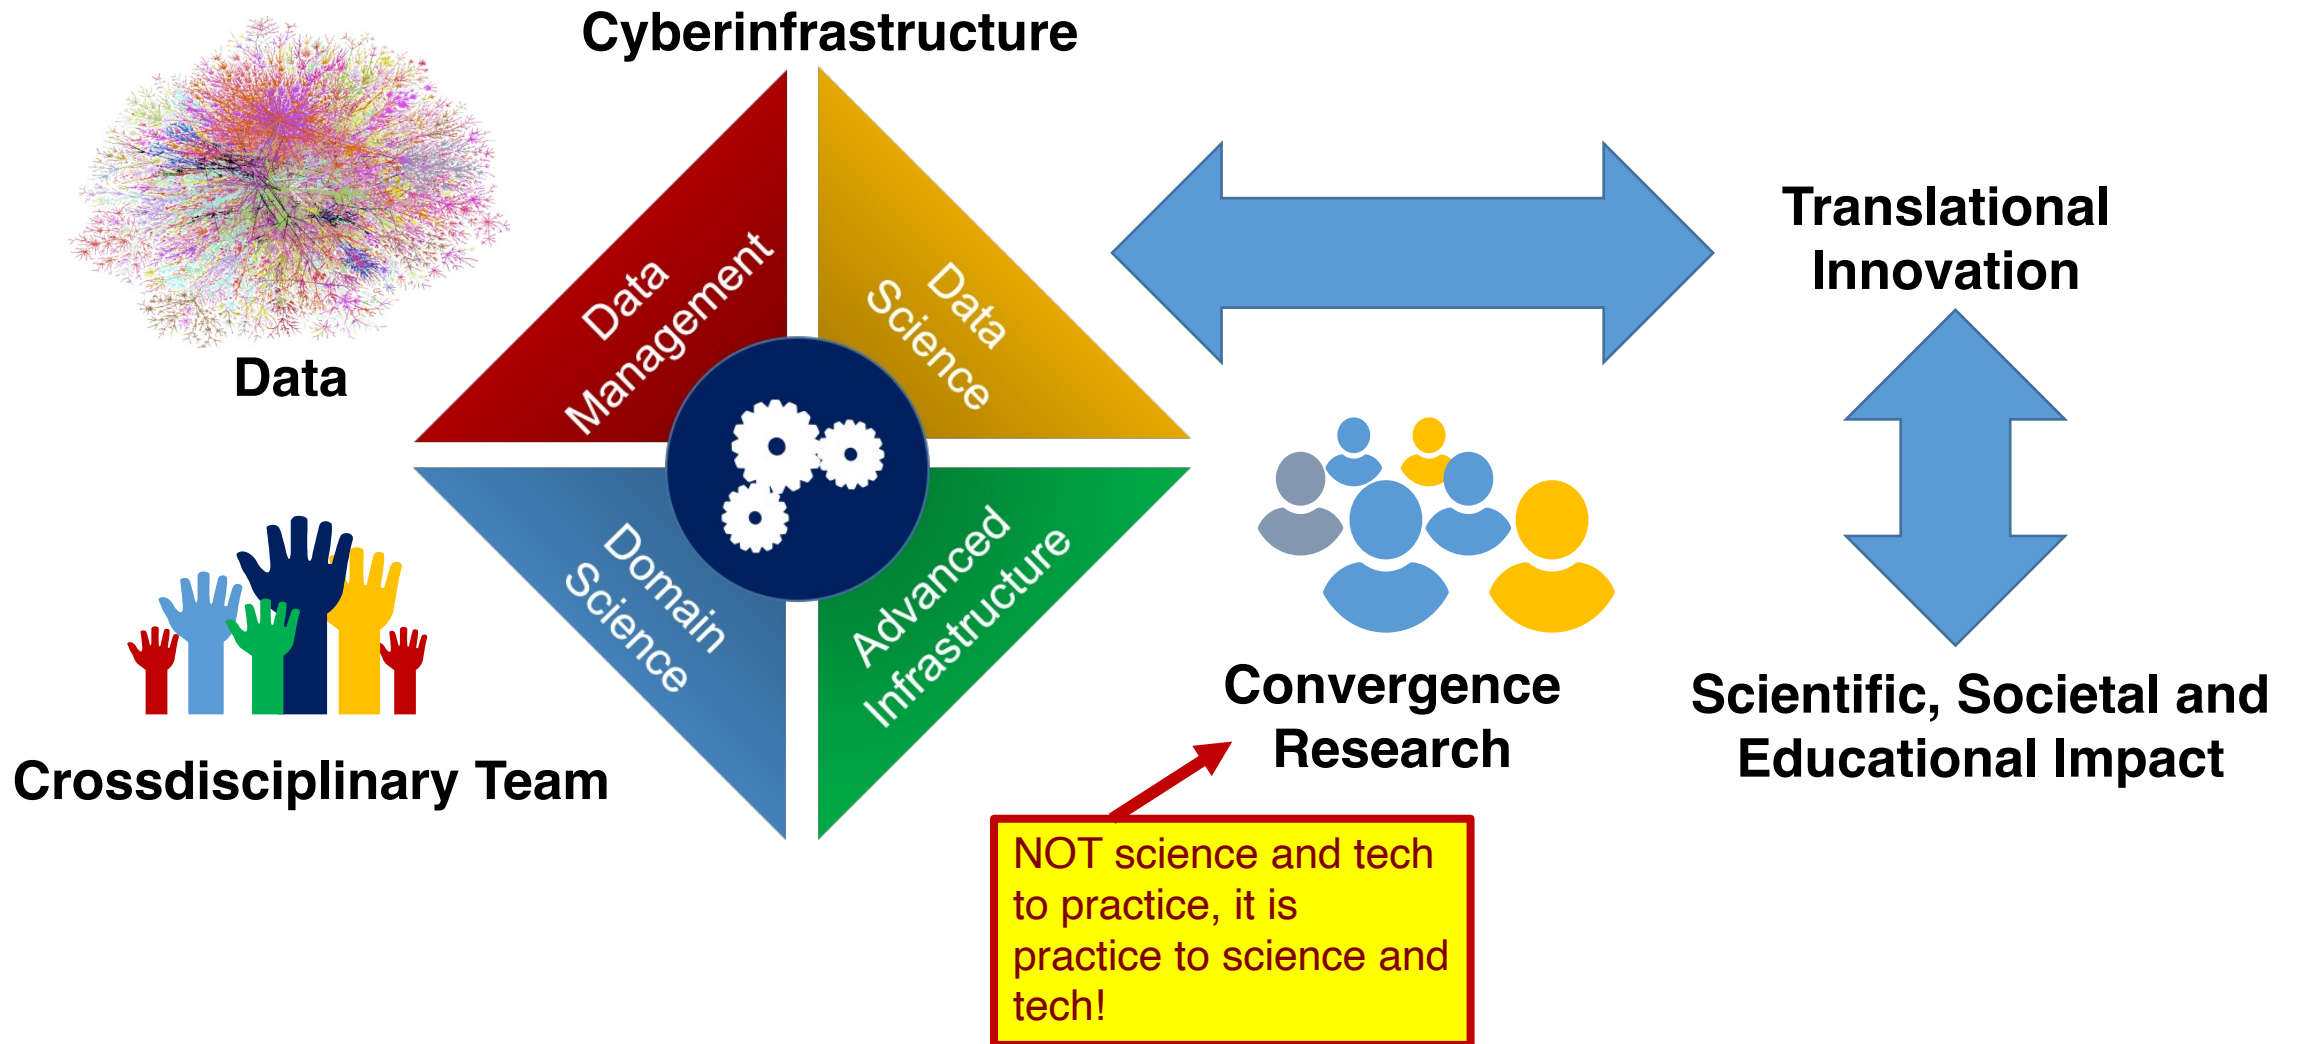 Cyberinfrastructure
Data
Data
Management
Data
Science
Domain
Science
Advanced
Infrastructure
Crossdisciplinary Team
Translational
Innovation
Convergence
Research
Scientific, Societal and
Educational Impact
NOT science and tech
to practice, it is
practice to science and
tech!